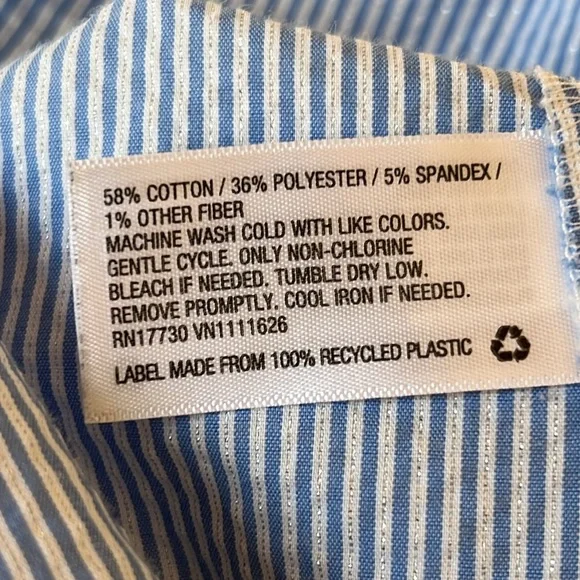 58% COTTON / 36% POLYESTER / 5% SPANDEX /
1% OTHER FIBER
MACHINE WASH COLD WITH LIKE COLORS.
GENTLE CYCLE. ONLY NON-CHLORINE
BLEACH IF NEEDED. TUMBLE DRY LOW.
REMOVE PROMPTLY. COOL IRON IF NEEDED.
RN17730 VN1111626
LABEL MADE FROM 100% RECYCLED PLASTIC